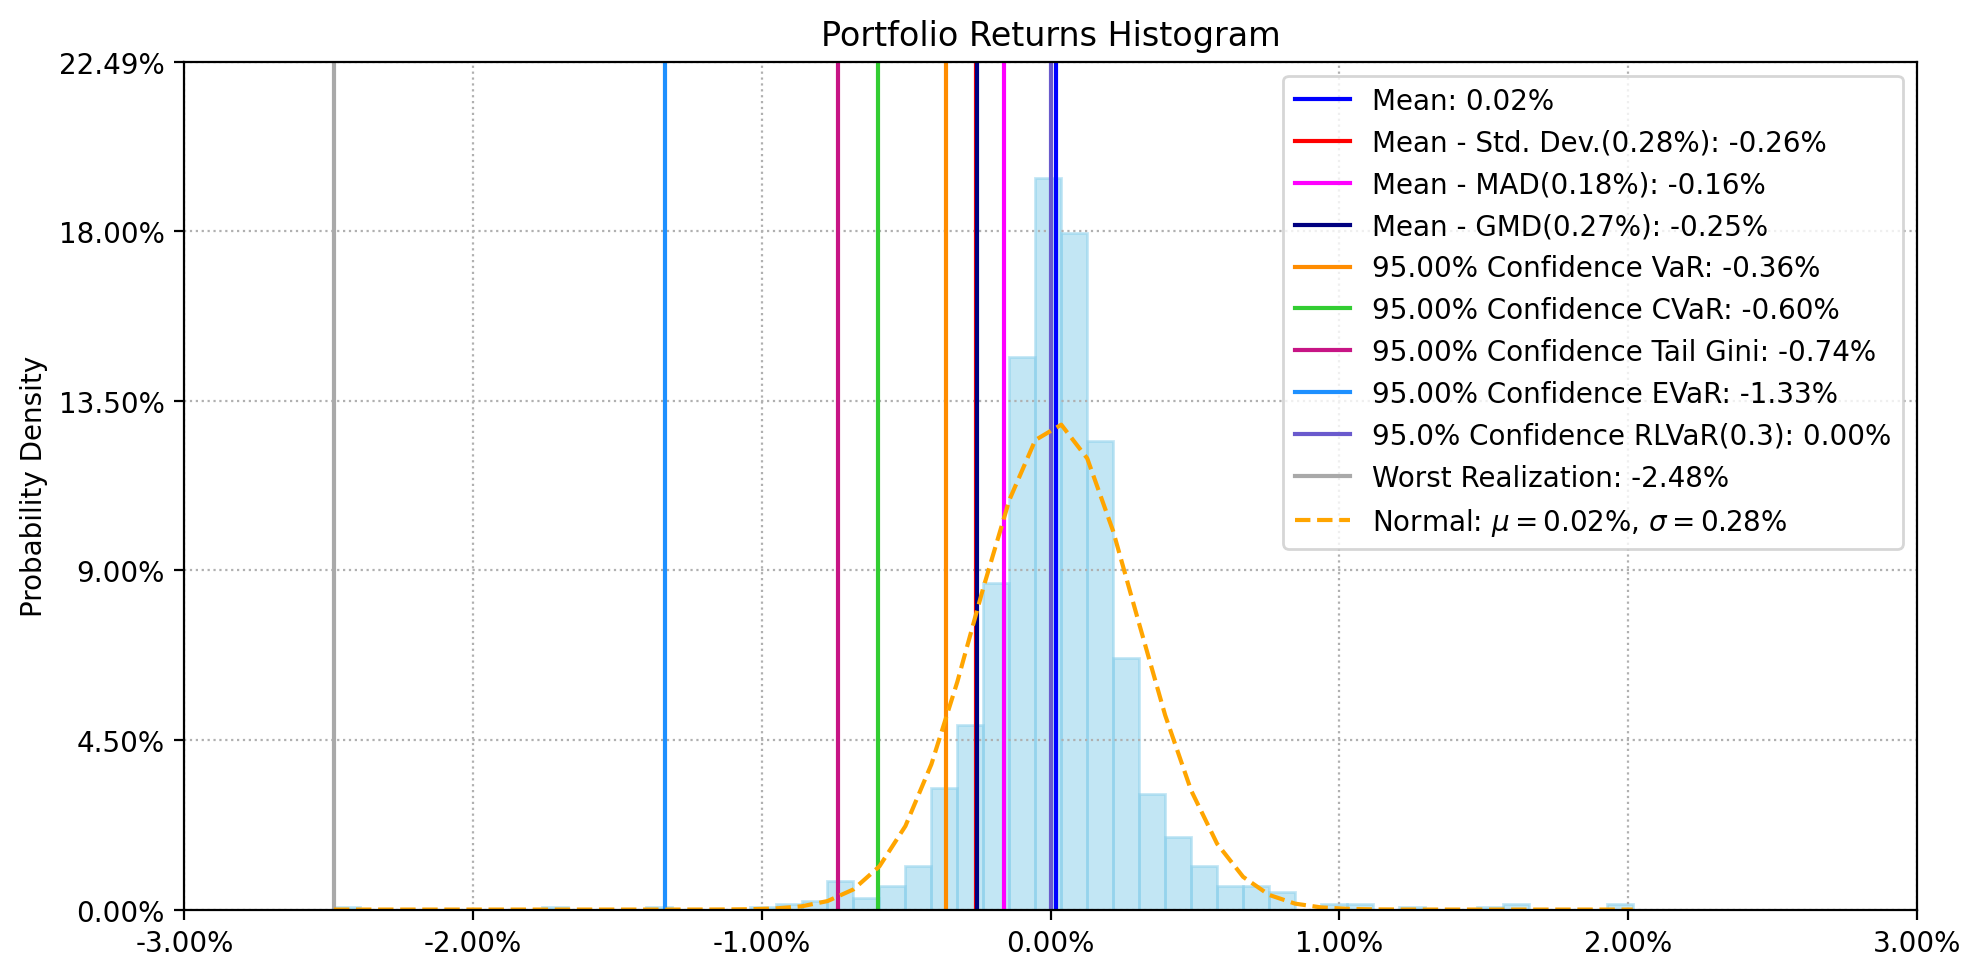 Portfolio Returns Histogram
22.49%
18.00%
13.50%
9.00%
4.50%
0.00%
Probability Density
Mean: 0.02%
Mean - Std. Dev.(0.28%): -0.26%
Mean - MAD(0.18%): -0.16%
Mean - GMD(0.27%): -0.25%
95.00% Confidence VaR: -0.36%
95.00% Confidence CVaR: -0.60%
95.00% Confidence Tail Gini: -0.74%
95.00% Confidence EVaR: -1.33%
95.0% Confidence RLVaR(0.3): 0.00%
Worst Realization: -2.48%
Normal: μ = 0.02%, σ = 0.28%
-3.00%
-2.00%
-1.00%
0.00%
1.00%
2.00%
3.00%